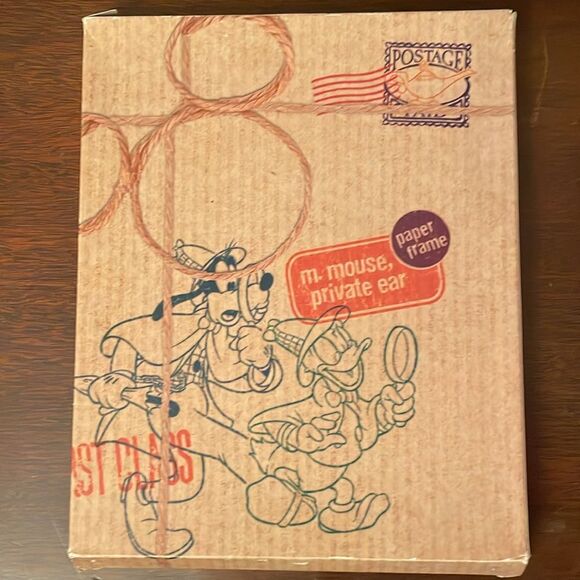 POSTAGE
paper
frame
m. mouse,
private ear
ST CLASS